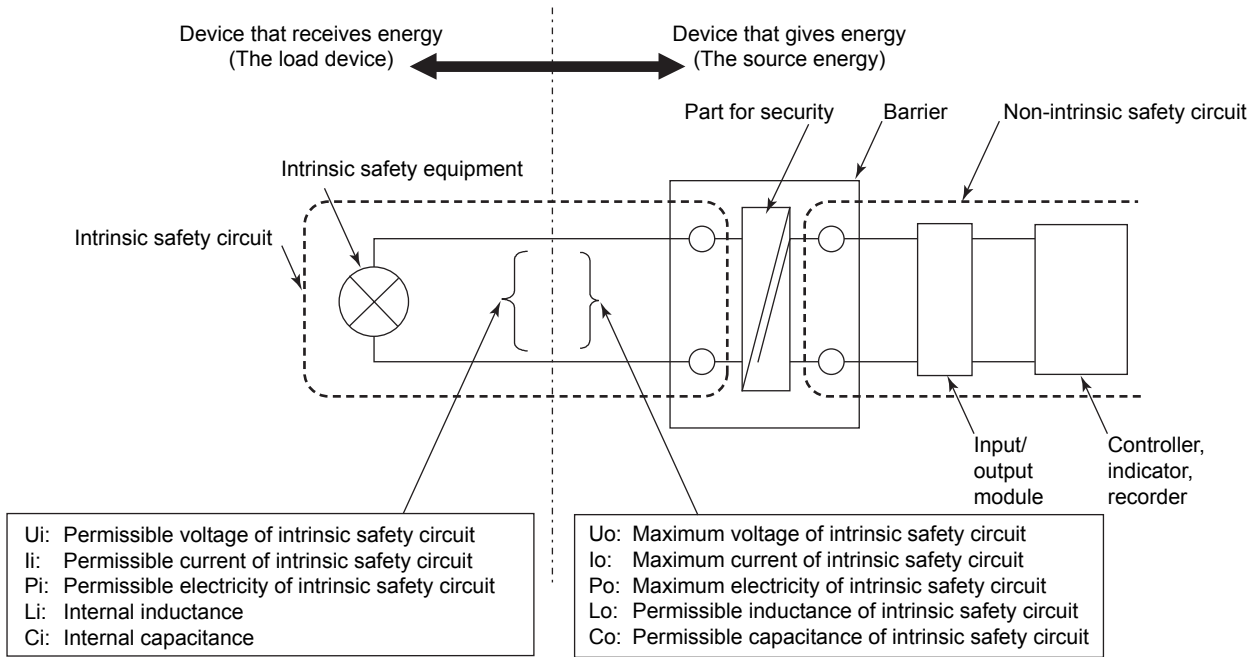 Device that receives energy
(The load device)
Device that gives energy
(The source energy)
Part for security
Barrier
Non-intrinsic safety circuit
Intrinsic safety equipment
Intrinsic safety circuit
Input/
output
module
Controller,
indicator,
recorder
Ui: Permissible voltage of intrinsic safety circuit
Ii: Permissible current of intrinsic safety circuit
Pi: Permissible electricity of intrinsic safety circuit
Li: Internal inductance
Ci: Internal capacitance
Uo: Maximum voltage of intrinsic safety circuit
Io: Maximum current of intrinsic safety circuit
Po: Maximum electricity of intrinsic safety circuit
Lo: Permissible inductance of intrinsic safety circuit
Co: Permissible capacitance of intrinsic safety circuit